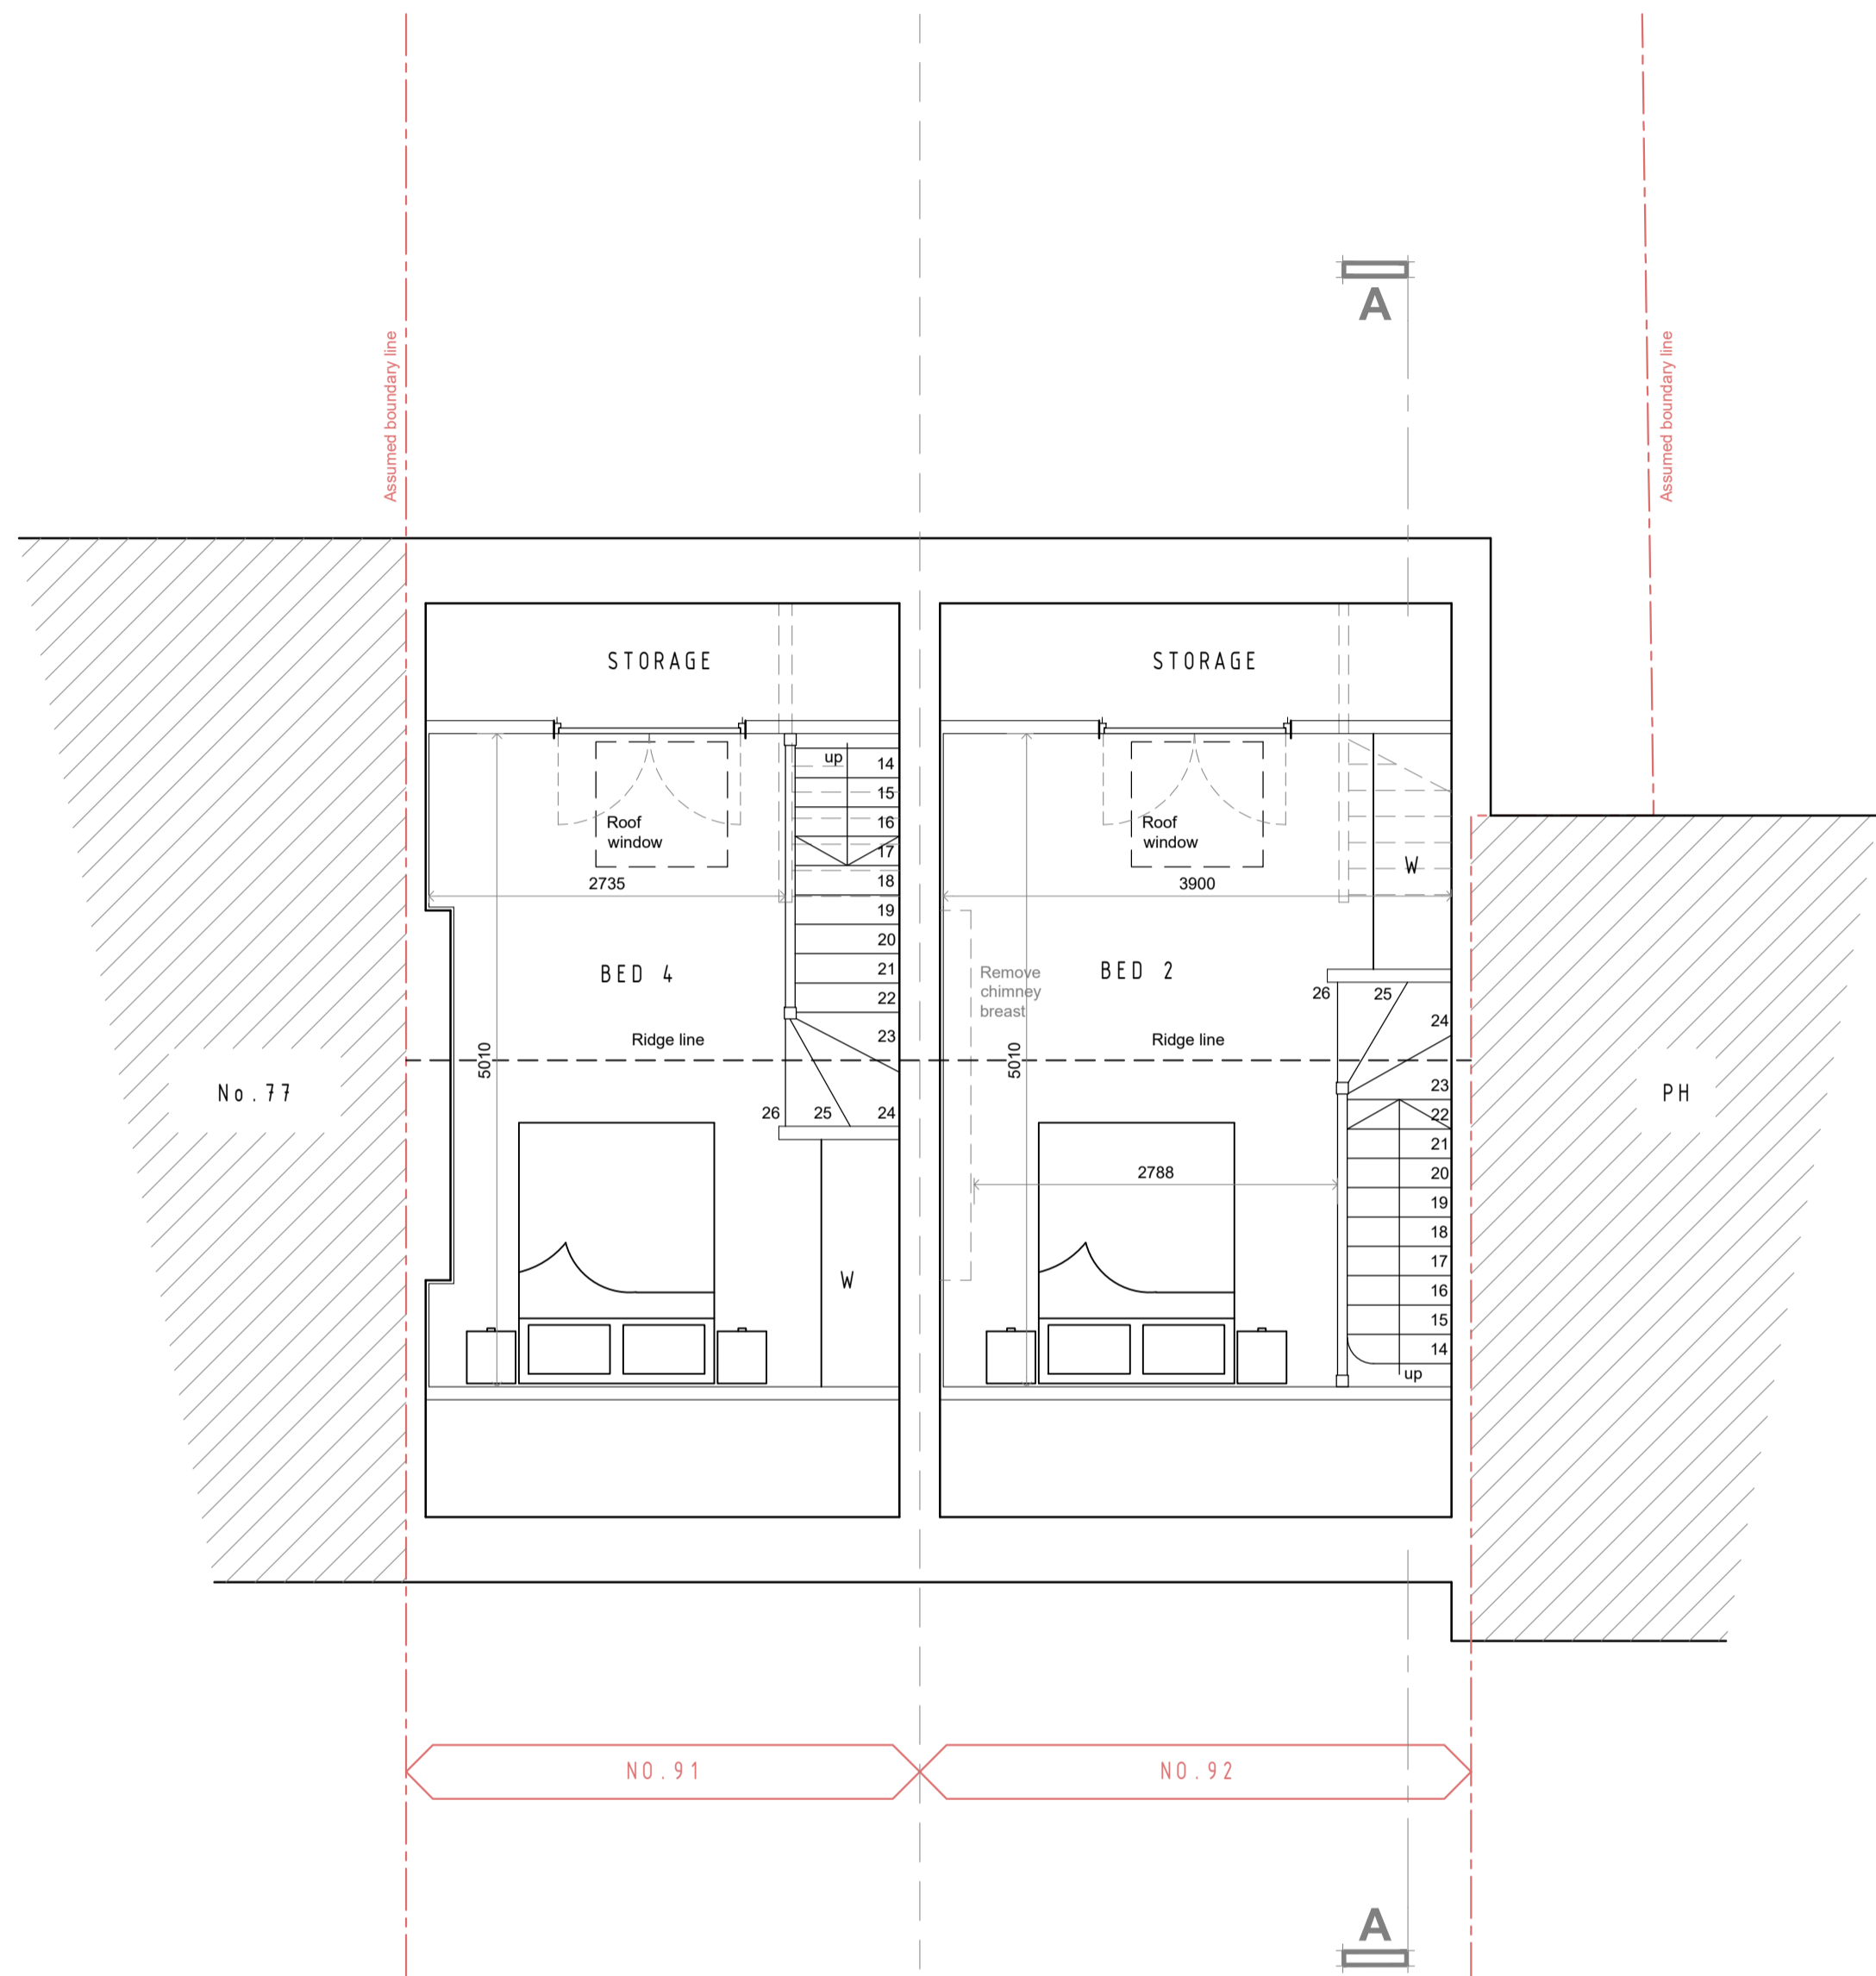 A
Assumed boundary line
Assumed boundary line
STORAGE
STORAGE
up
14
15
16
17
18
19
20
21
22
23
24
25
26
Roof
window
Roof
window
W
2735
3900
BED 4
BED 2
Remove
chimney
breast
26
25
24
23
22
21
20
19
18
17
16
15
14
up
Ridge line
Ridge line
5010
5010
No.77
PH
2788
W
NO.91
NO.92
A